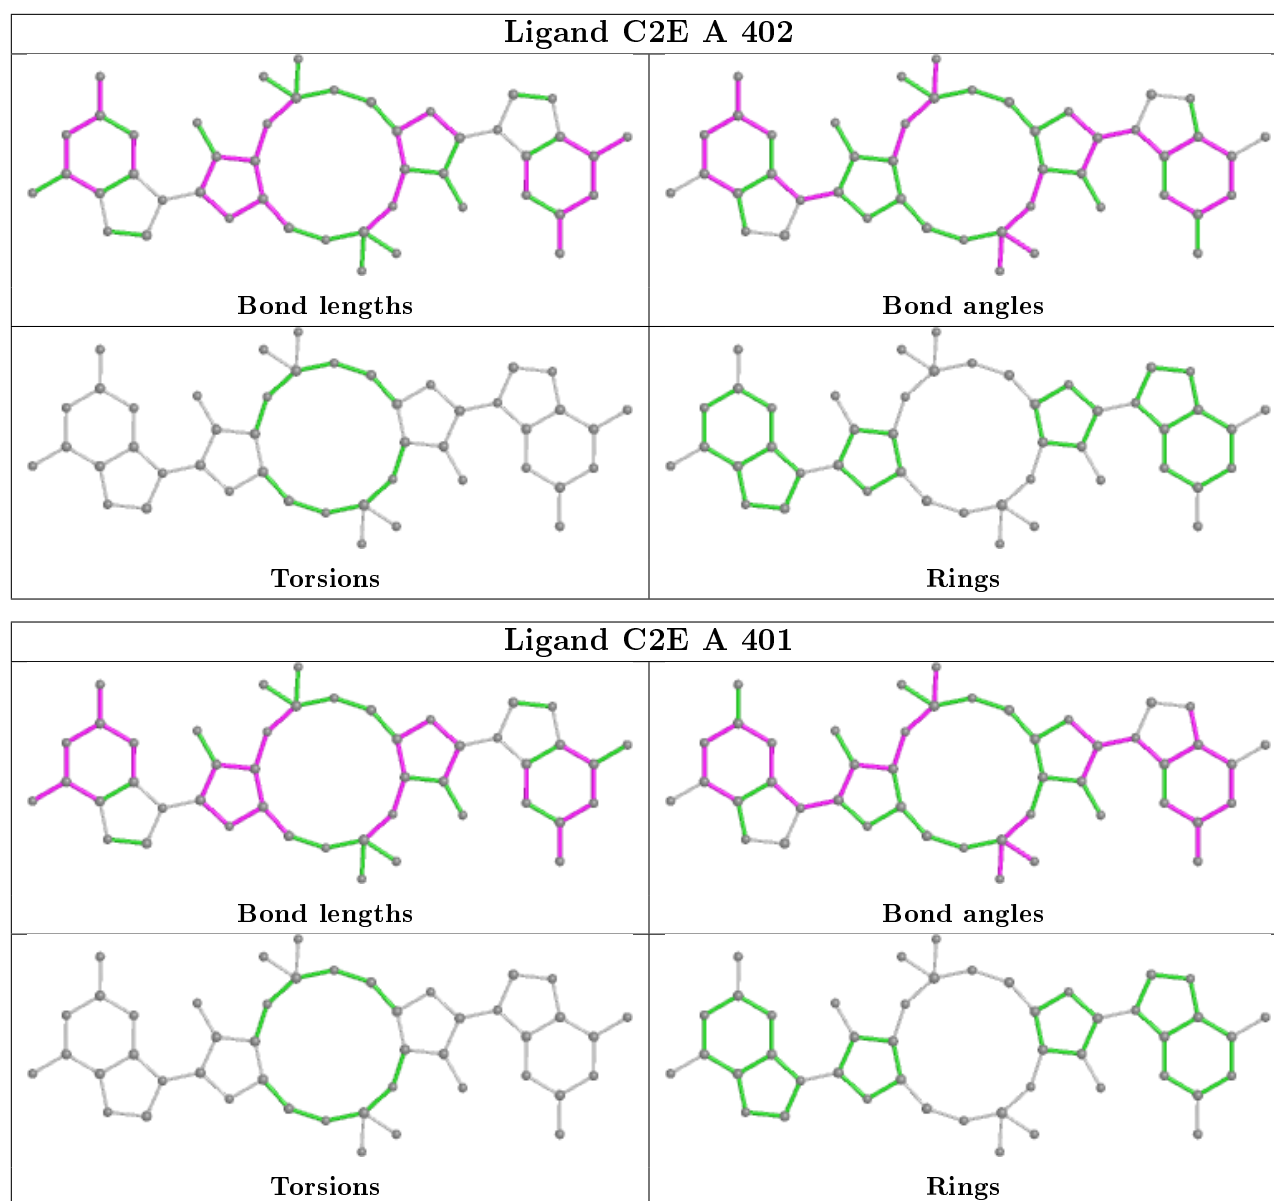 Ligand C2E A 402
Bond lengths
Bond angles
Torsions
Rings
Ligand C2E A 401
Bond lengths
Bond angles
Torsions
Rings